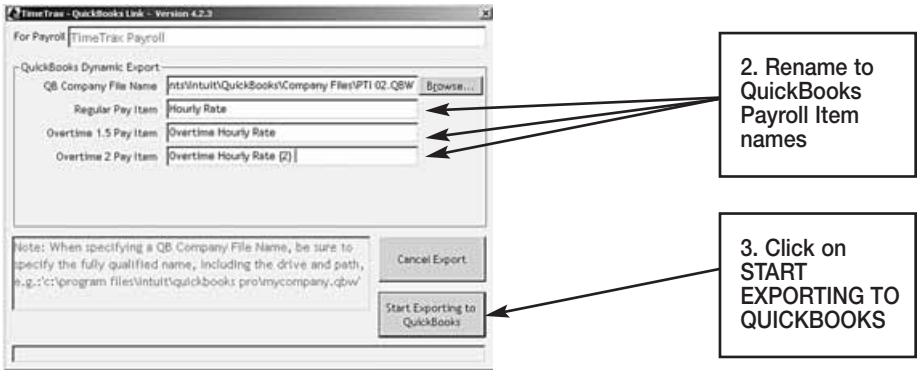 TimeTrax - QuickBooks Link - Version 4.2.3
For Payroll TimeTrax Payroll
QuickBooks Dynamic Export
QB Company File Name nts\Intuit\QuickBooks\Company Files\PTI 02.QBW Browse...
Regular Pay Item Hourly Rate
Overtime 1.5 Pay Item Overtime Hourly Rate
Overtime 2 Pay Item Overtime Hourly Rate (2)
Note: When specifying a QB Company File Name, be sure to
specify the fully qualified name, including the drive and path,
e.g.:'c:\program files\intuit\quickbooks pro\mycompany.qbw'
Cancel Export
Start Exporting to
QuickBooks
2. Rename to
QuickBooks
Payroll Item
names
3. Click on
START
EXPORTING TO
QUICKBOOKS